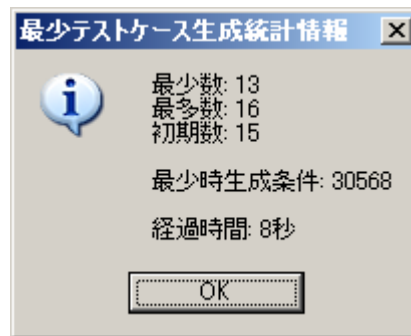 最少テストケース生成統計情報
最少数: 13
最多数: 16
初期数: 15
最少時生成条件: 30568
経過時間: 8秒
OK